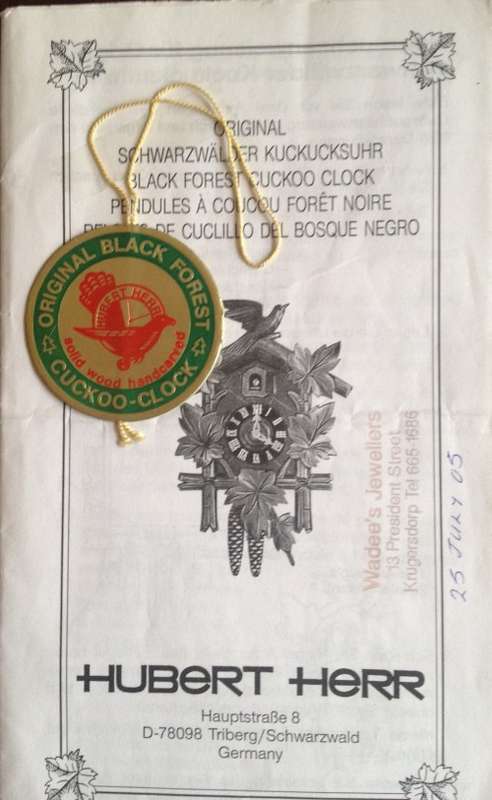 ORIGINAL
SCHWARZWÄLDER KUCKUCKSUHR
BLACK FOREST CUCKOO CLOCK
PENDULES À COUCOU FORÊT NOIRE
DE CUCLILLO DEL BOSQUE NEGRO
ORIGINAL BLACK FOREST
HUBERT HERR
solid wood handcarved
CUCKOO-CLOCK
Wadee's Jewellers
13 President Street
Krugersdorp Tel 665-1686
25 JULY 05
HUBERT HERR
Hauptstraße 8
D-78098 Triberg/Schwarzwald
Germany